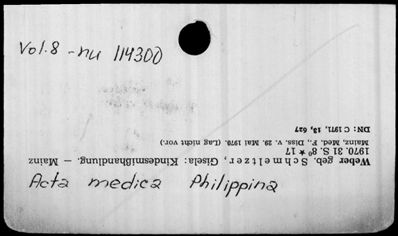 Vol. 8 - nu 114300
Weber geb. Schmeltzer, Gisela: Kindesmißhandlung. – Mainz
1970. 31 S. 8° ★ 17
Mainz, Med. F., Diss. v. 29. Mai 1970. (Lag nicht vor.)
DN: C 1971, 13, 627
Acta medica Philippina